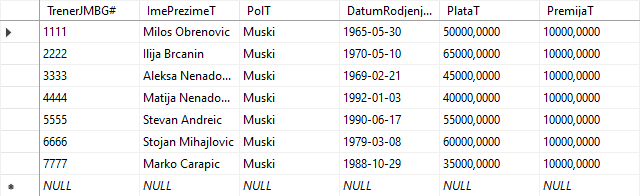 TrenerJMBG# ImePrezimeT PolT DatumRodjenj... PlataT PremijaT
1111 Milos Obrenovic Muski 1965-05-30 50000,0000 10000,0000
2222 Ilija Brcanin Muski 1970-05-10 65000,0000 10000,0000
3333 Aleksa Nenado... Muski 1969-02-21 45000,0000 10000,0000
4444 Matija Nenado... Muski 1992-01-03 40000,0000 10000,0000
5555 Stevan Andreic Muski 1990-06-17 55000,0000 10000,0000
6666 Stojan Mihajlovic Muski 1979-03-08 60000,0000 10000,0000
7777 Marko Carapic Muski 1988-10-29 35000,0000 10000,0000
NULL NULL NULL NULL NULL NULL